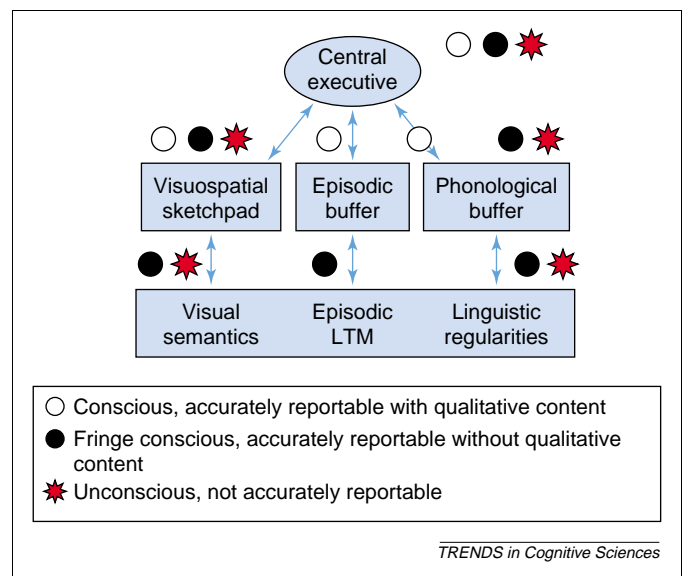 Central
executive
Visuospatial
sketchpad
Episodic
buffer
Phonological
buffer
Visual
semantics
Episodic
LTM
Linguistic
regularities
Conscious, accurately reportable with qualitative content
Fringe conscious, accurately reportable without qualitative
content
Unconscious, not accurately reportable
TRENDS in Cognitive Sciences